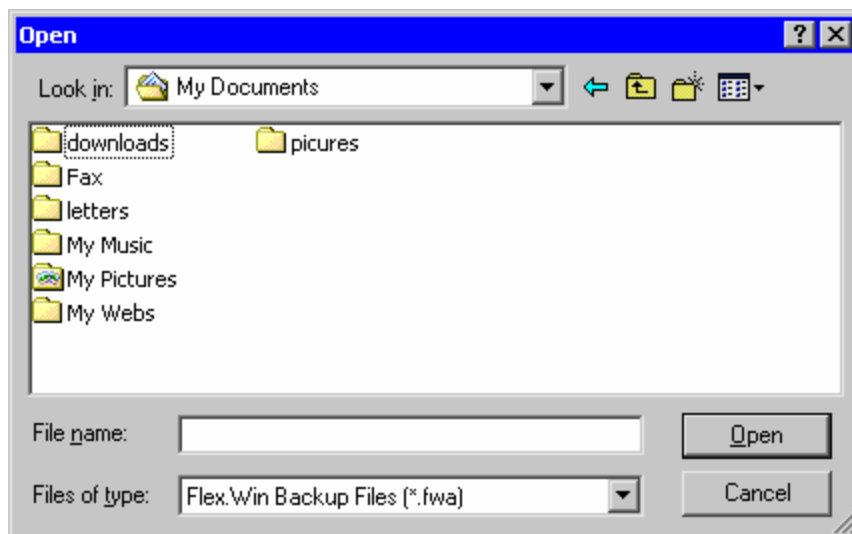 Open
Look in: My Documents
downloads picures
Fax
letters
My Music
My Pictures
My Webs
File name: Open
Files of type: Flex.Win Backup Files (*.fwa) Cancel